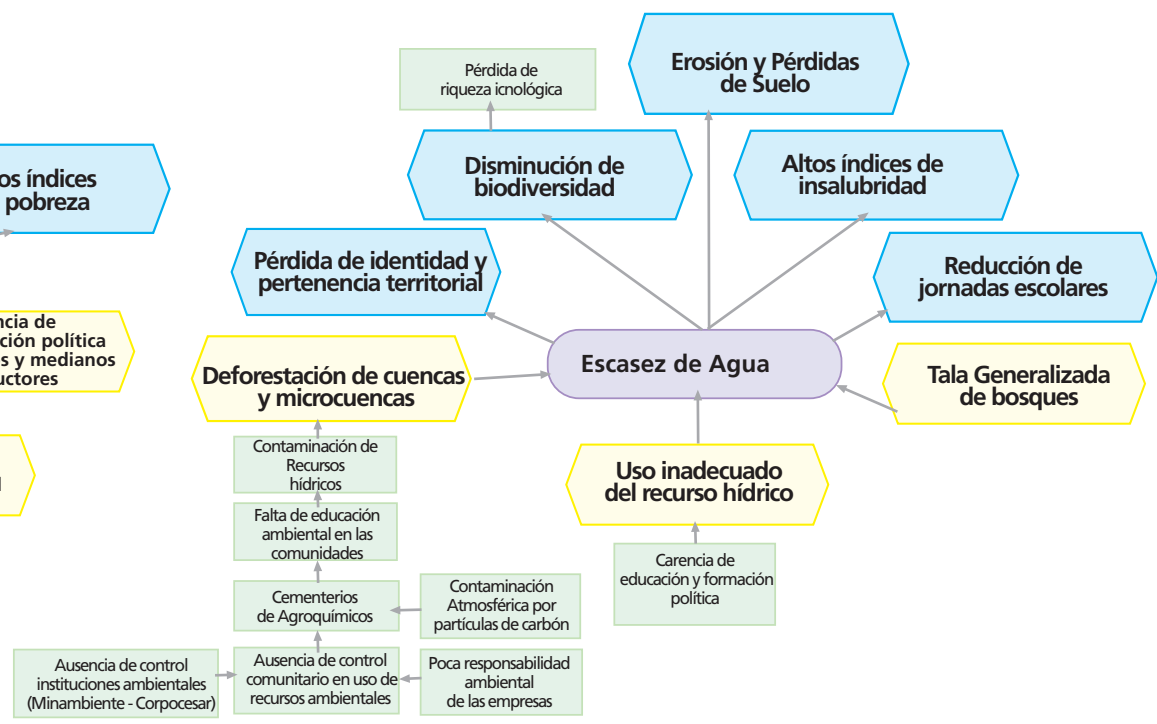 Pérdida de
riqueza icnológica
Erosión y Pérdidas
de Suelo
Disminución de
biodiversidad
Altos índices de
insalubridad
os índices
pobreza
Pérdida de identidad y
pertenencia territorial
Reducción de
jornadas escolares
ncia de
ción política
s y medianos
uctores
Deforestación de cuencas
y microcuencas
Escasez de Agua
Tala Generalizada
de bosques
Contaminación de
Recursos
hídricos
Uso inadecuado
del recurso hídrico
Falta de educación
ambiental en las
comunidades
Carencia de
educación y formación
política
Cementerios
de Agroquímicos
Contaminación
Atmosférica por
partículas de carbón
Ausencia de control
instituciones ambientales
(Minambiente - Corpocesar)
Ausencia de control
comunitario en uso de
recursos ambientales
Poca responsabilidad
ambiental
de las empresas